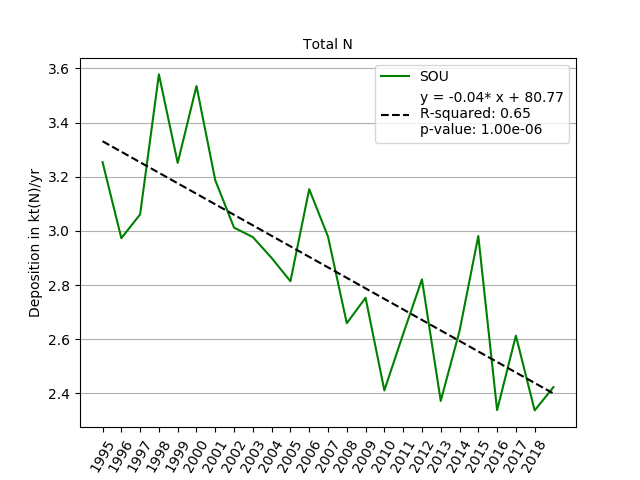 Total N
SOU
y = -0.04* x + 80.77
R-squared: 0.65
p-value: 1.00e-06
Deposition in kt(N)/yr
3.6
3.4
3.2
3.0
2.8
2.6
2.4
1995 1996 1997 1998 1999 2000 2001 2002 2003 2004 2005 2006 2007 2008 2009 2010 2011 2012 2013 2014 2015 2016 2017 2018